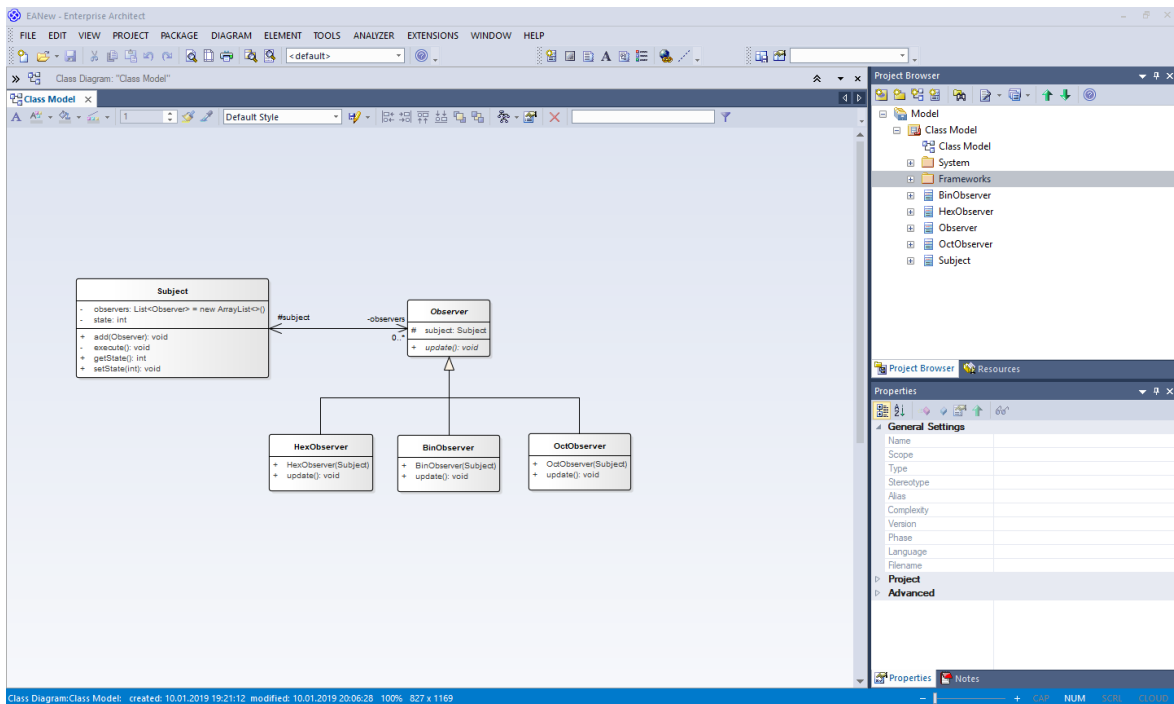 EANew - Enterprise Architect
FILE EDIT VIEW PROJECT PACKAGE DIAGRAM ELEMENT TOOLS ANALYZER EXTENSIONS WINDOW HELP
<default>
Class Diagram: "Class Model"
Class Model
1 Default Style
Subject
- observers: List<Observer> = new ArrayList<>()
- state: int
+ add(Observer): void
- execute(): void
+ getState(): int
+ setState(int): void
#subject
-observers
0..*
Observer
# subject: Subject
+ update(): void
HexObserver
+ HexObserver(Subject)
+ update(): void
BinObserver
+ BinObserver(Subject)
+ update(): void
OctObserver
+ OctObserver(Subject)
+ update(): void
Project Browser
Model
Class Model
Class Model
System
Frameworks
BinObserver
HexObserver
Observer
OctObserver
Subject
Project Browser Resources
Properties
General Settings
Name
Scope
Type
Stereotype
Alias
Complexity
Version
Phase
Language
Filename
Project
Advanced
Properties Notes
Class Diagram:Class Model: created: 10.01.2019 19:21:12 modified: 10.01.2019 20:06:28 100% 827 x 1169
CAP NUM SCRL CLOUD